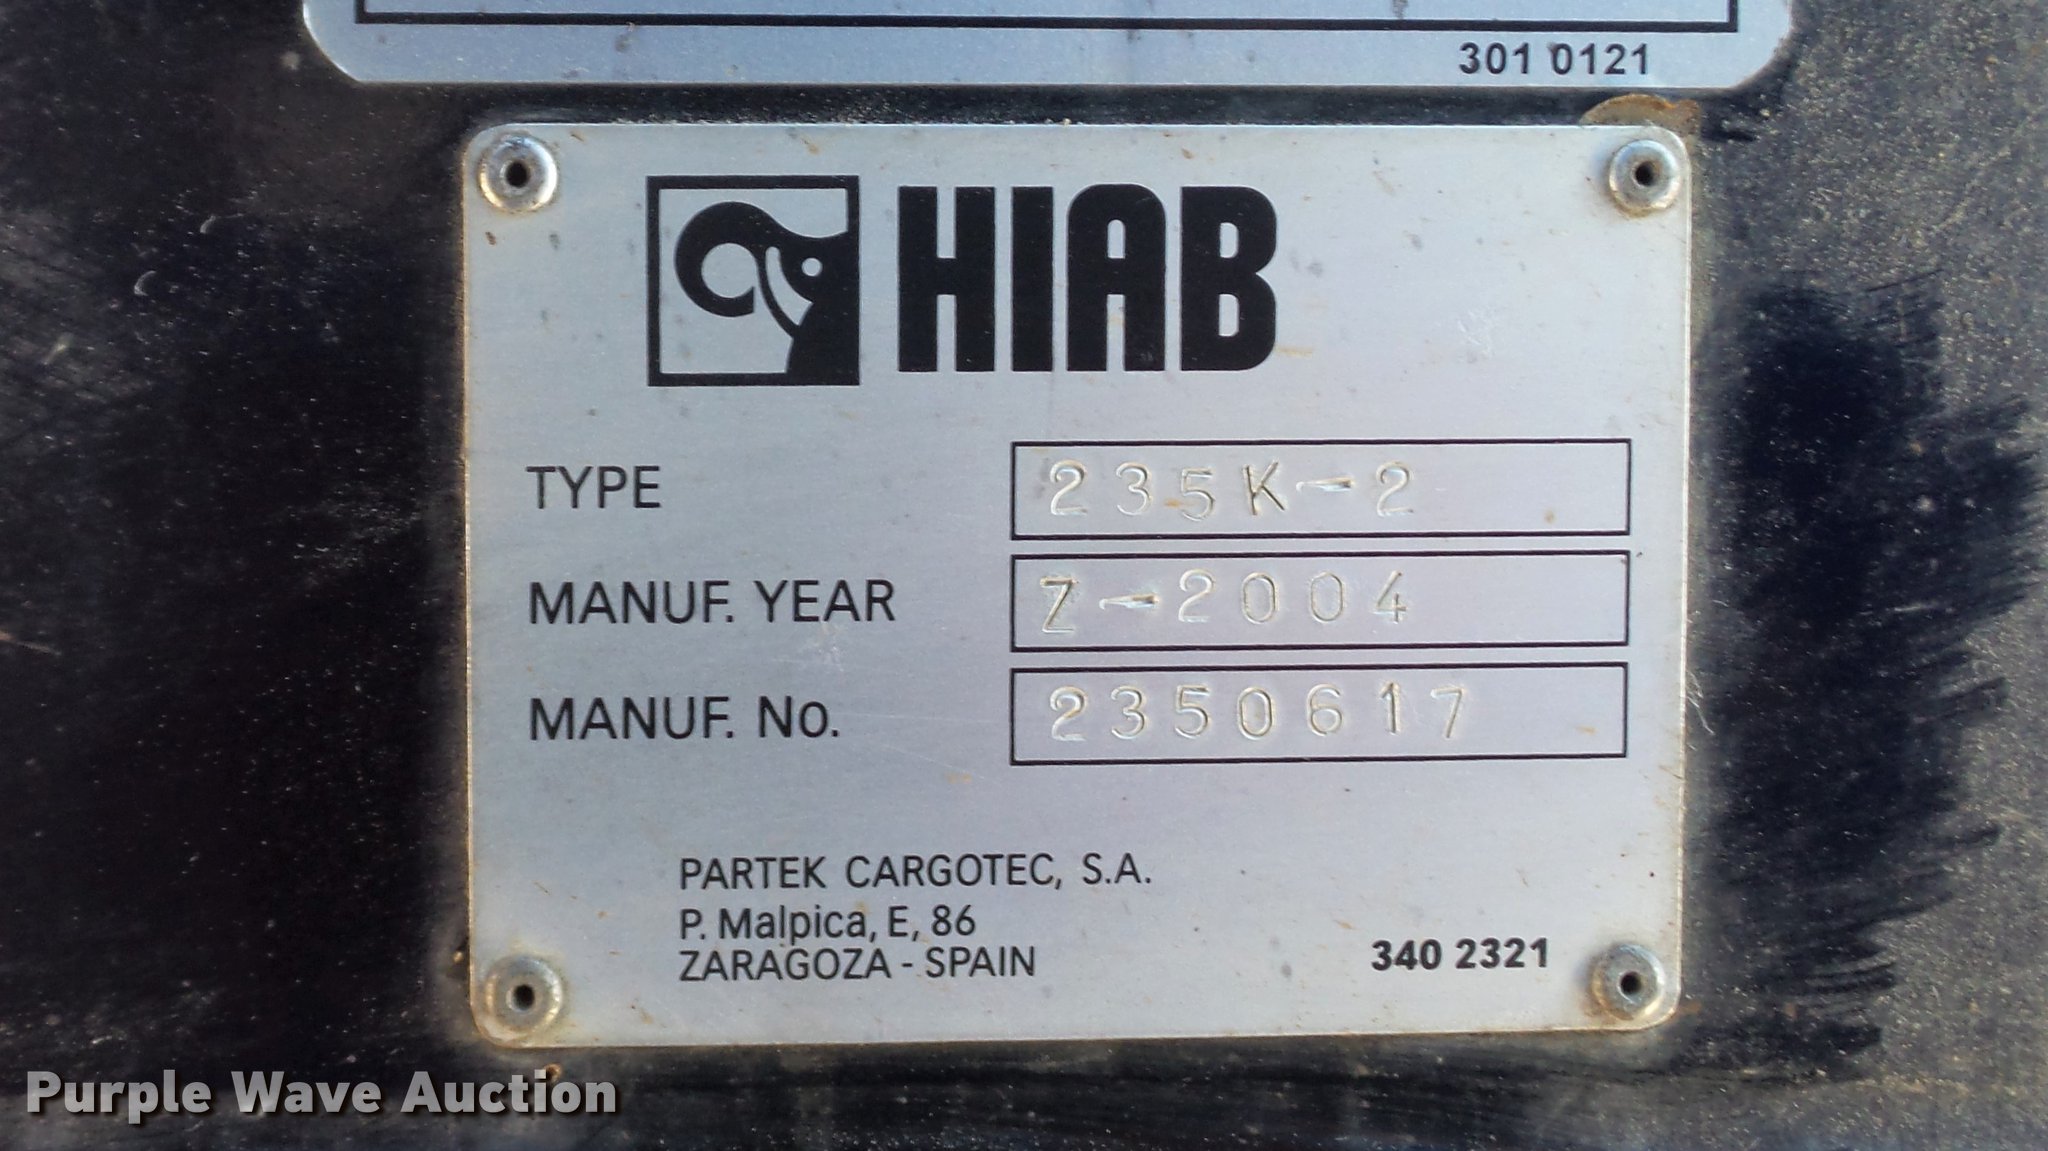 301 0121
HIAB
TYPE 235K-2
MANUF. YEAR Z-2004
MANUF. No. 2350617
PARTEK CARGOTEC, S.A.
P. Malpica, E, 86
ZARAGOZA - SPAIN
340 2321
Purple Wave Auction